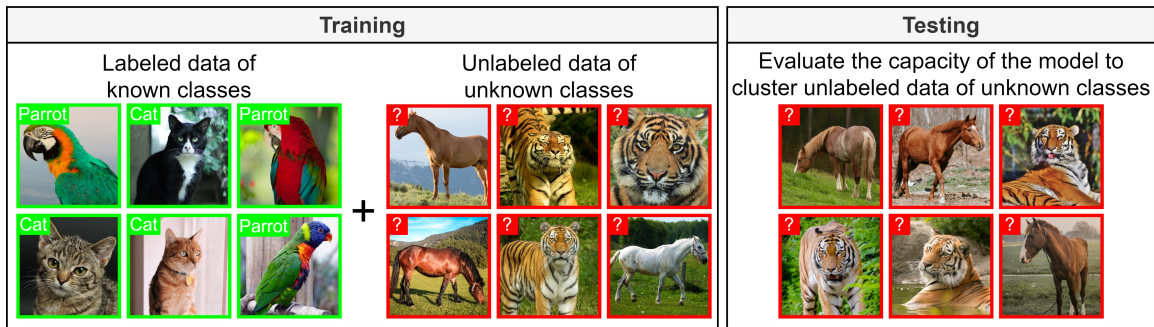 Training
Labeled data of
known classes
Parrot
Cat
Parrot
Cat
Cat
Parrot
+
Unlabeled data of
unknown classes
?
?
?
?
?
?
Testing
Evaluate the capacity of the model to
cluster unlabeled data of unknown classes
?
?
?
?
?
?